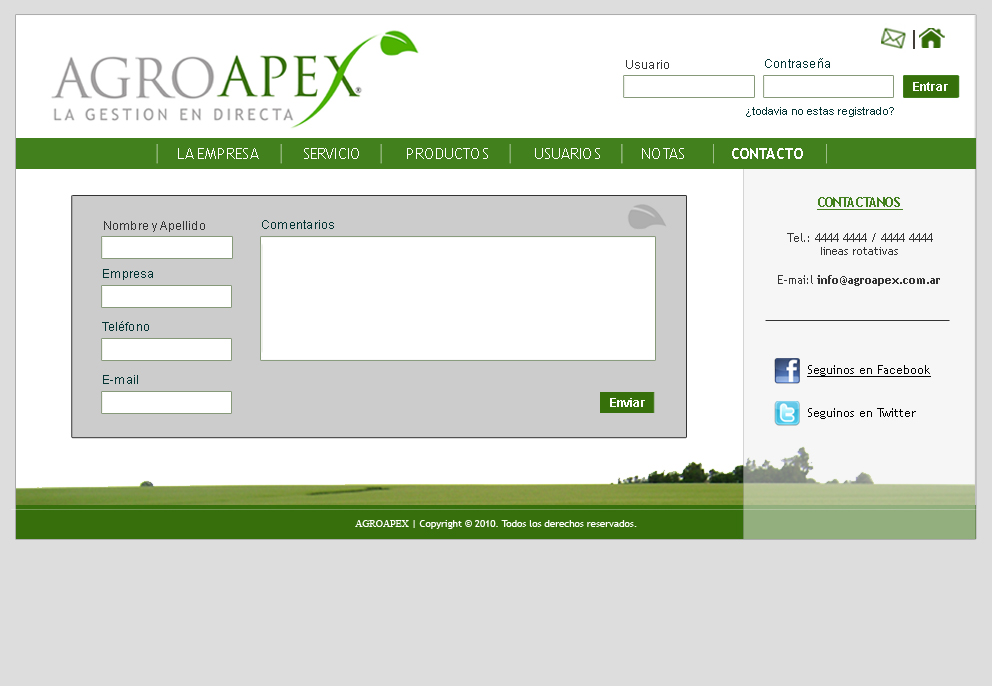 AGROAPEX®
LA GESTION EN DIRECTA
|
Usuario
Contraseña
Entrar
¿todavia no estas registrado?
LA EMPRESA
SERVICIO
PRODUCTOS
USUARIOS
NOTAS
CONTACTO
Nombre y Apellido
Empresa
Teléfono
E-mail
Comentarios
Enviar
CONTACTANOS
Tel.: 4444 4444 / 4444 4444
lineas rotativas
E-mai:l info@agroapex.com.ar
Seguinos en Facebook
Seguinos en Twitter
AGROAPEX | Copyright © 2010. Todos los derechos reservados.